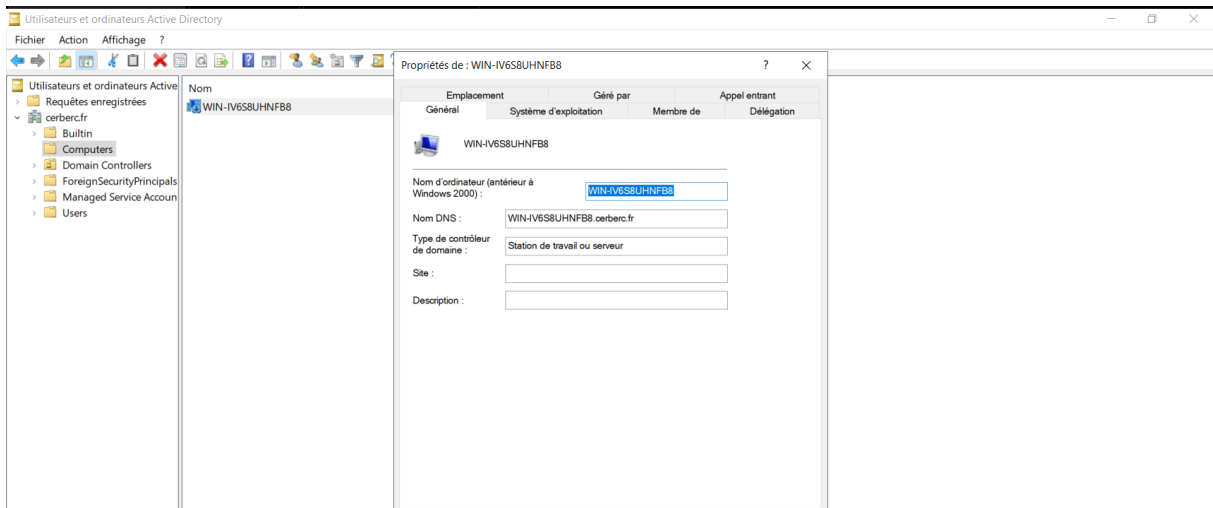 Utilisateurs et ordinateurs Active Directory
Fichier Action Affichage ?
Utilisateurs et ordinateurs Active
Requêtes enregistrées
cerberc.fr
Builtin
Computers
Domain Controllers
ForeignSecurityPrincipals
Managed Service Accoun
Users
Nom
WIN-IV6S8UHNFB8
Propriétés de : WIN-IV6S8UHNFB8 ?
Emplacement Géré par Appel entrant
Général Système d'exploitation Membre de Délégation
WIN-IV6S8UHNFB8
Nom d'ordinateur (antérieur à
Windows 2000) : WIN-IV6S8UHNFB8
Nom DNS : WIN-IV6S8UHNFB8.cerberc.fr
Type de contrôleur
de domaine : Station de travail ou serveur
Site :
Description :